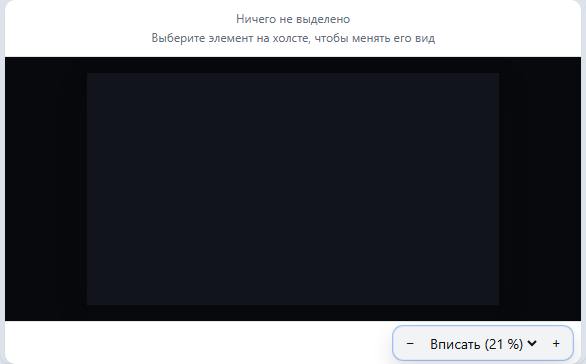 Ничего не выделено
Выберите элемент на холсте, чтобы менять его вид
− Вписать (21 %) +